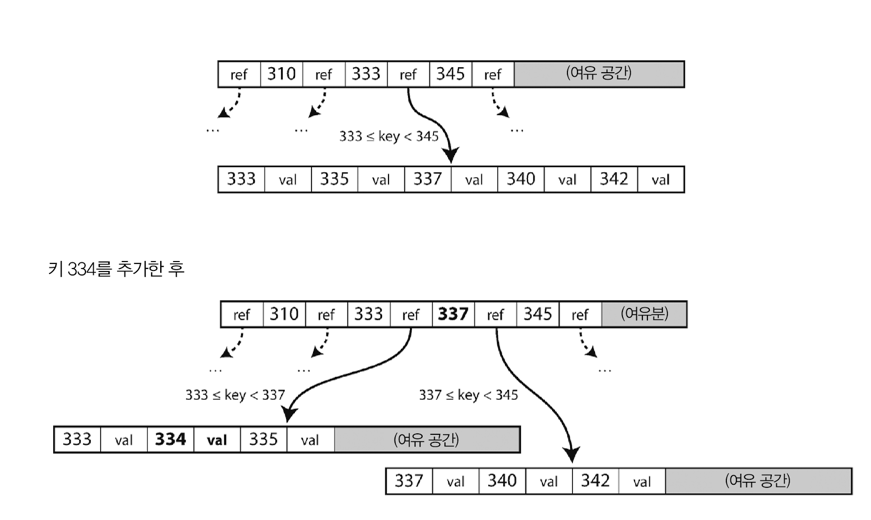 ref 310 ref 333 ref 345 ref (여유 공간)
... ... ...
333 ≤ key < 345
333 val 335 val 337 val 340 val 342 val
키 334를 추가한 후
ref 310 ref 333 ref 337 ref 345 ref (여유분)
... ... ...
333 ≤ key < 337 337 ≤ key < 345
333 val 334 val 335 val (여유 공간)
337 val 340 val 342 val (여유 공간)